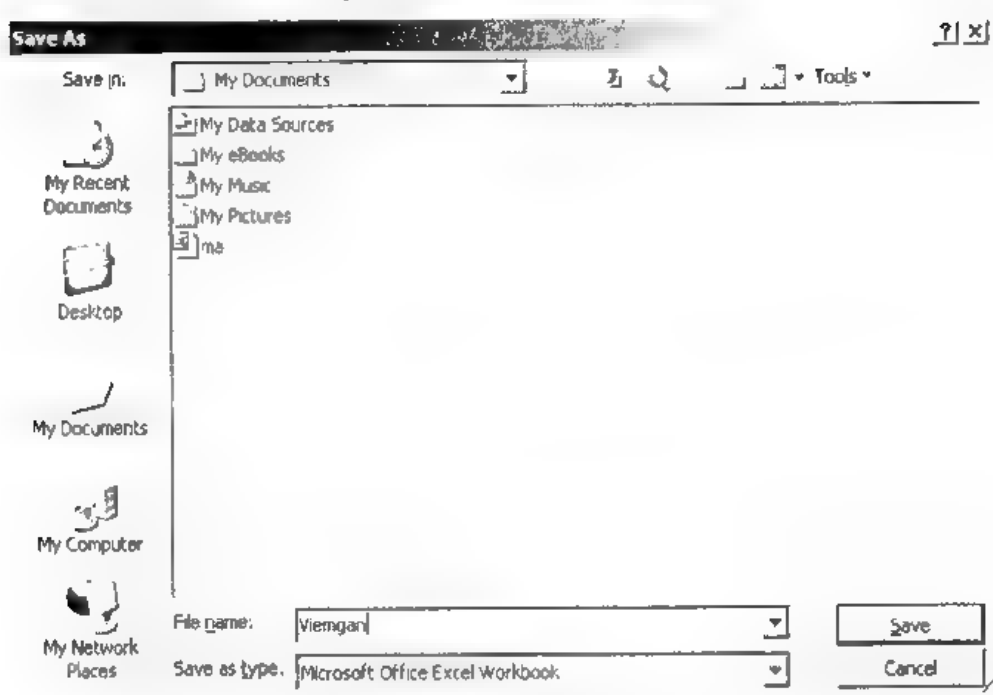 Save As
Save in:
My Documents
Tools
My Data Sources
My eBooks
My Music
My Pictures
ma
My Recent
Documents
Desktop
My Documents
My Computer
My Network
Places
File name:
Viemgan
Save
Save as type.
Microsoft Office Excel Workbook
Cancel